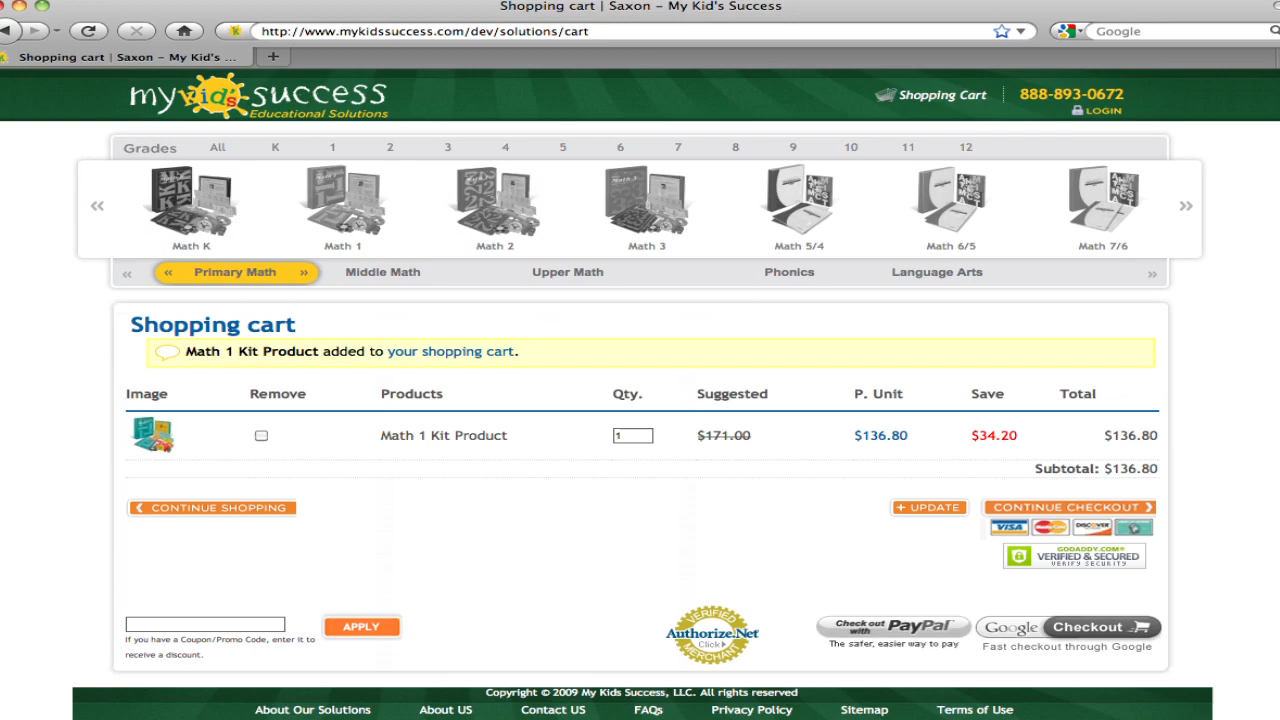 Shopping cart | Saxon – My Kid's Success
http://www.mykidssuccess.com/dev/solutions/cart
Google
Shopping cart | Saxon – My Kid's ...
my kid's success
Educational Solutions
Shopping Cart
888-893-0672
LOGIN
Grades All K 1 2 3 4 5 6 7 8 9 10 11 12
« »
Math K Math 1 Math 2 Math 3 Math 5/4 Math 6/5 Math 7/6
« « Primary Math » Middle Math Upper Math Phonics Language Arts »
Shopping cart
Math 1 Kit Product added to your shopping cart.
Image Remove Products Qty. Suggested P. Unit Save Total
Math 1 Kit Product 1 $171.00 $136.80 $34.20 $136.80
Subtotal: $136.80
CONTINUE SHOPPING + UPDATE CONTINUE CHECKOUT
VISA MasterCard DISCOVER
GODADDY.COM®
VERIFIED & SECURED
VERIFY SECURITY
APPLY
If you have a Coupon/Promo Code, enter it to
receive a discount.
VERIFIED
Authorize.Net
Click
MERCHANT
Check out with PayPal
The safer, easier way to pay
Google Checkout
Fast checkout through Google
Copyright © 2009 My Kids Success, LLC. All rights reserved
About Our Solutions About US Contact US FAQs Privacy Policy Sitemap Terms of Use